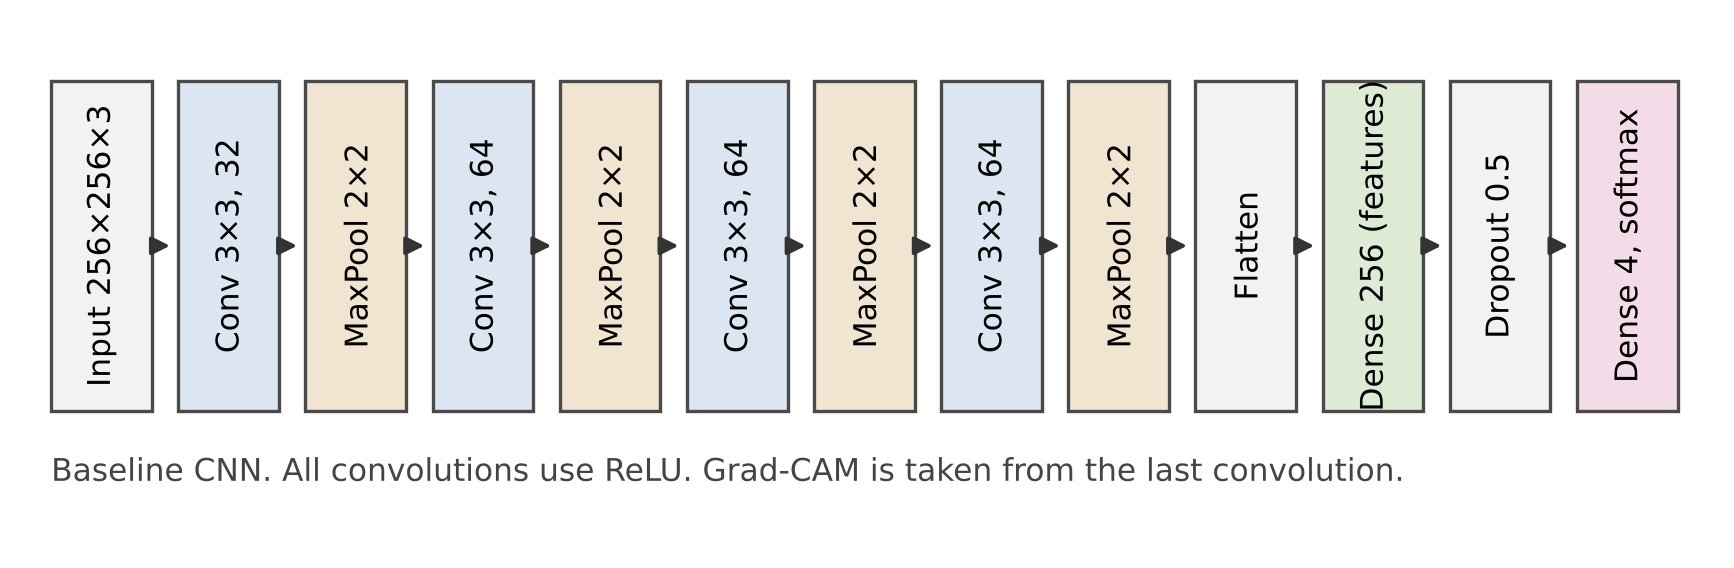 Input 256×256×3
Conv 3×3, 32
MaxPool 2×2
Conv 3×3, 64
MaxPool 2×2
Conv 3×3, 64
MaxPool 2×2
Conv 3×3, 64
MaxPool 2×2
Flatten
Dense 256 (features)
Dropout 0.5
Dense 4, softmax
Baseline CNN. All convolutions use ReLU. Grad-CAM is taken from the last convolution.